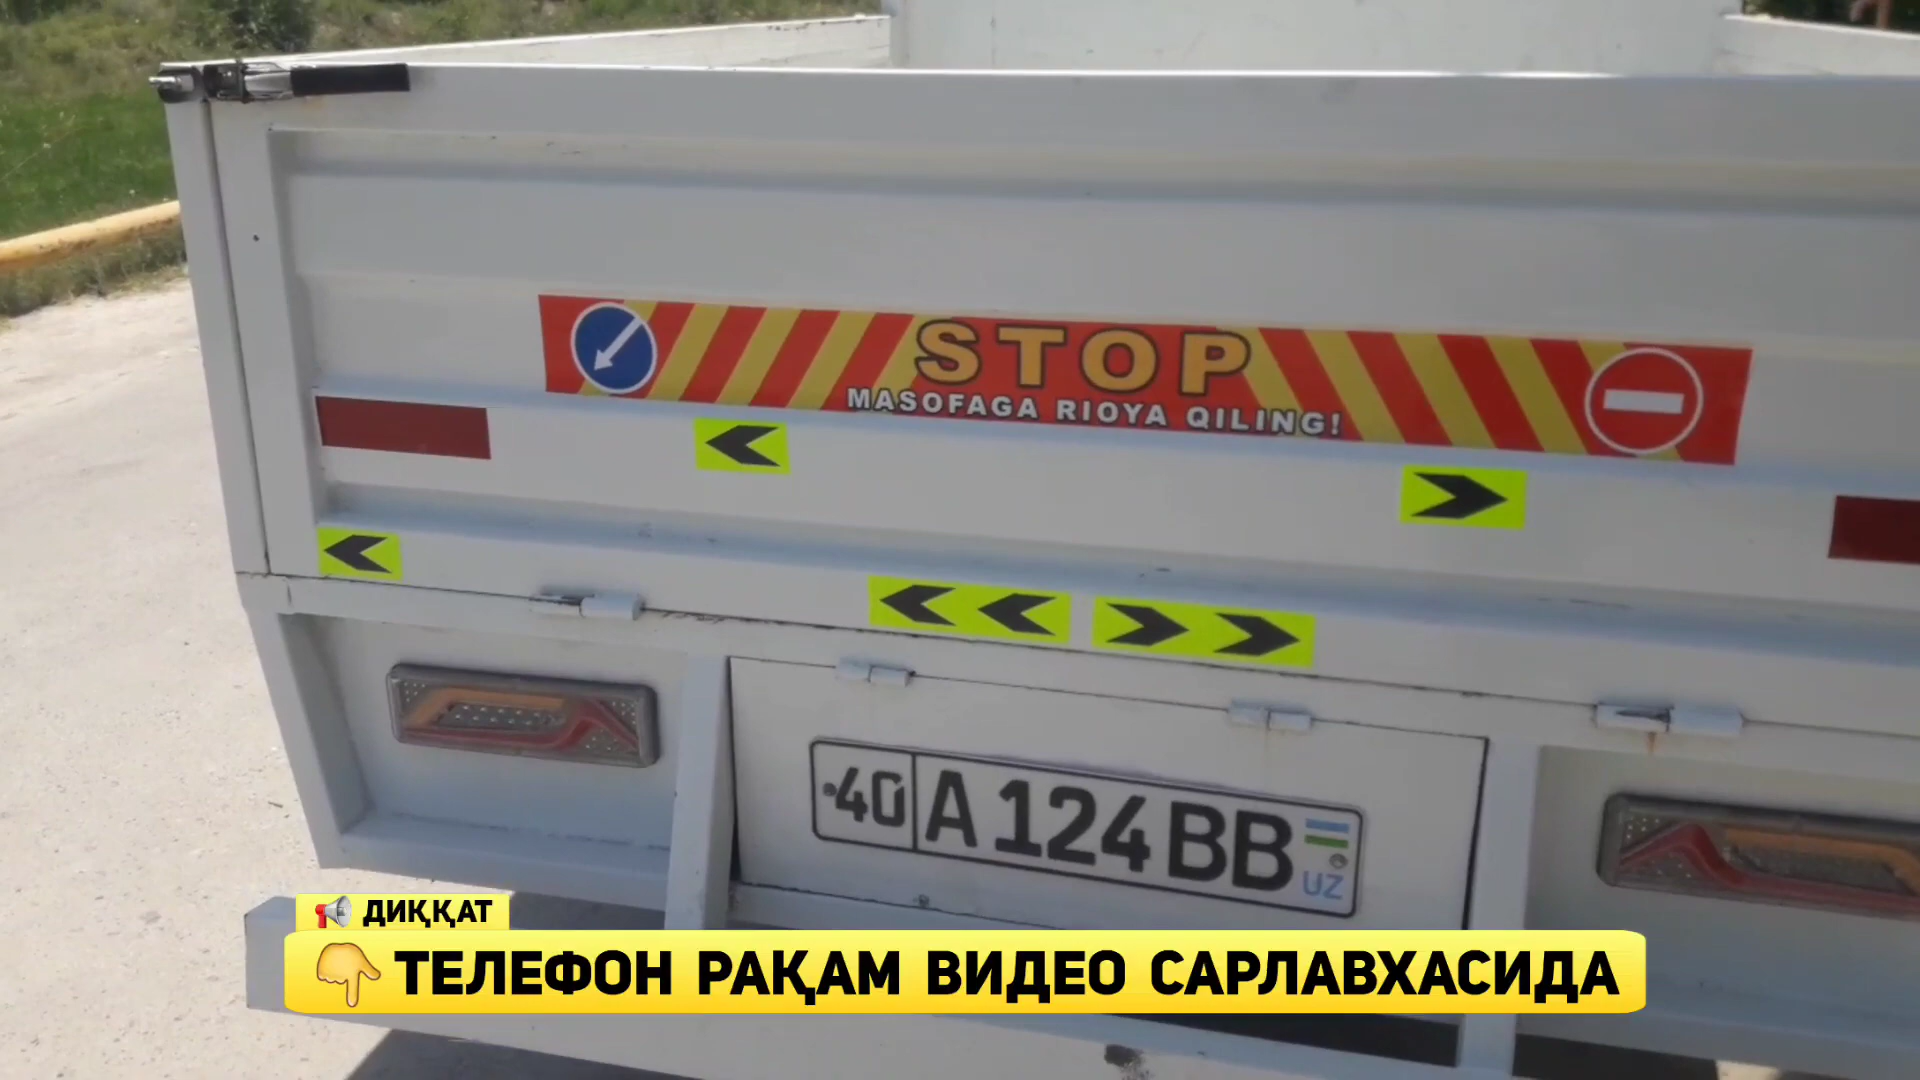 STOP
MASOFAGA RIOYA QILING!
40 A 124 BB
UZ
ДИҚҚАТ
ТЕЛЕФОН РАҚАМ ВИДЕО САРЛАВХАСИДА